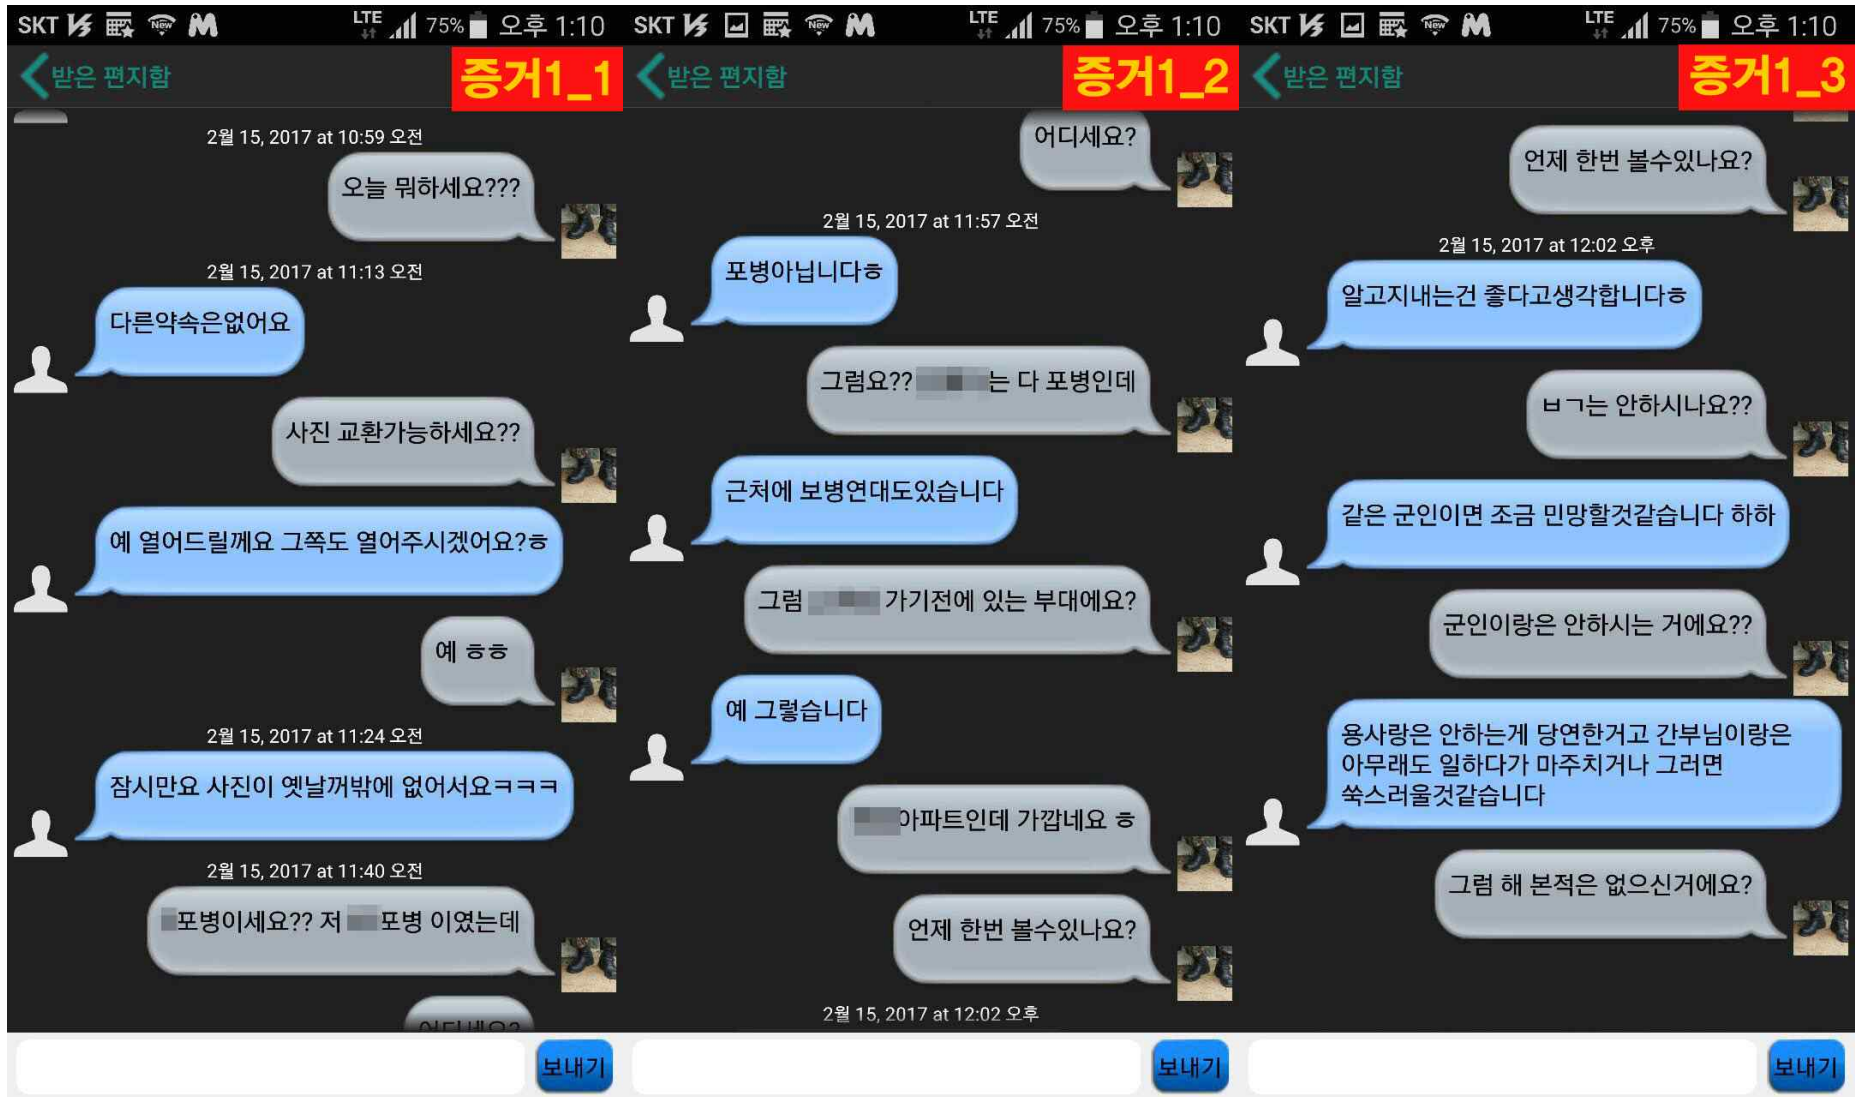 SKT
LTE 75% 오후 1:10
받은 편지함
증거1_1
2월 15, 2017 at 10:59 오전
오늘 뭐하세요???
2월 15, 2017 at 11:13 오전
다른약속은없어요
사진 교환가능하세요??
예 열어드릴께요 그쪽도 열어주시겠어요?ㅎ
예 ㅎㅎ
2월 15, 2017 at 11:24 오전
잠시만요 사진이 옛날꺼밖에 없어서요ㅋㅋㅋ
2월 15, 2017 at 11:40 오전
포병이세요?? 저 포병 이였는데
어디세요?
보내기
SKT
LTE 75% 오후 1:10
받은 편지함
증거1_2
어디세요?
2월 15, 2017 at 11:57 오전
포병아닙니다ㅎ
그럼요?? 는 다 포병인데
근처에 보병연대도있습니다
그럼 가기전에 있는 부대에요?
예 그렇습니다
아파트인데 가깝네요 ㅎ
언제 한번 볼수있나요?
2월 15, 2017 at 12:02 오후
보내기
SKT
LTE 75% 오후 1:10
받은 편지함
증거1_3
언제 한번 볼수있나요?
2월 15, 2017 at 12:02 오후
알고지내는건 좋다고생각합니다ㅎ
ㅂㄱ는 안하시나요??
같은 군인이면 조금 민망할것같습니다 하하
군인이랑은 안하시는 거에요??
용사랑은 안하는게 당연한거고 간부님이랑은
아무래도 일하다가 마주치거나 그러면
쑥스러울것같습니다
그럼 해 본적은 없으신거에요?
보내기